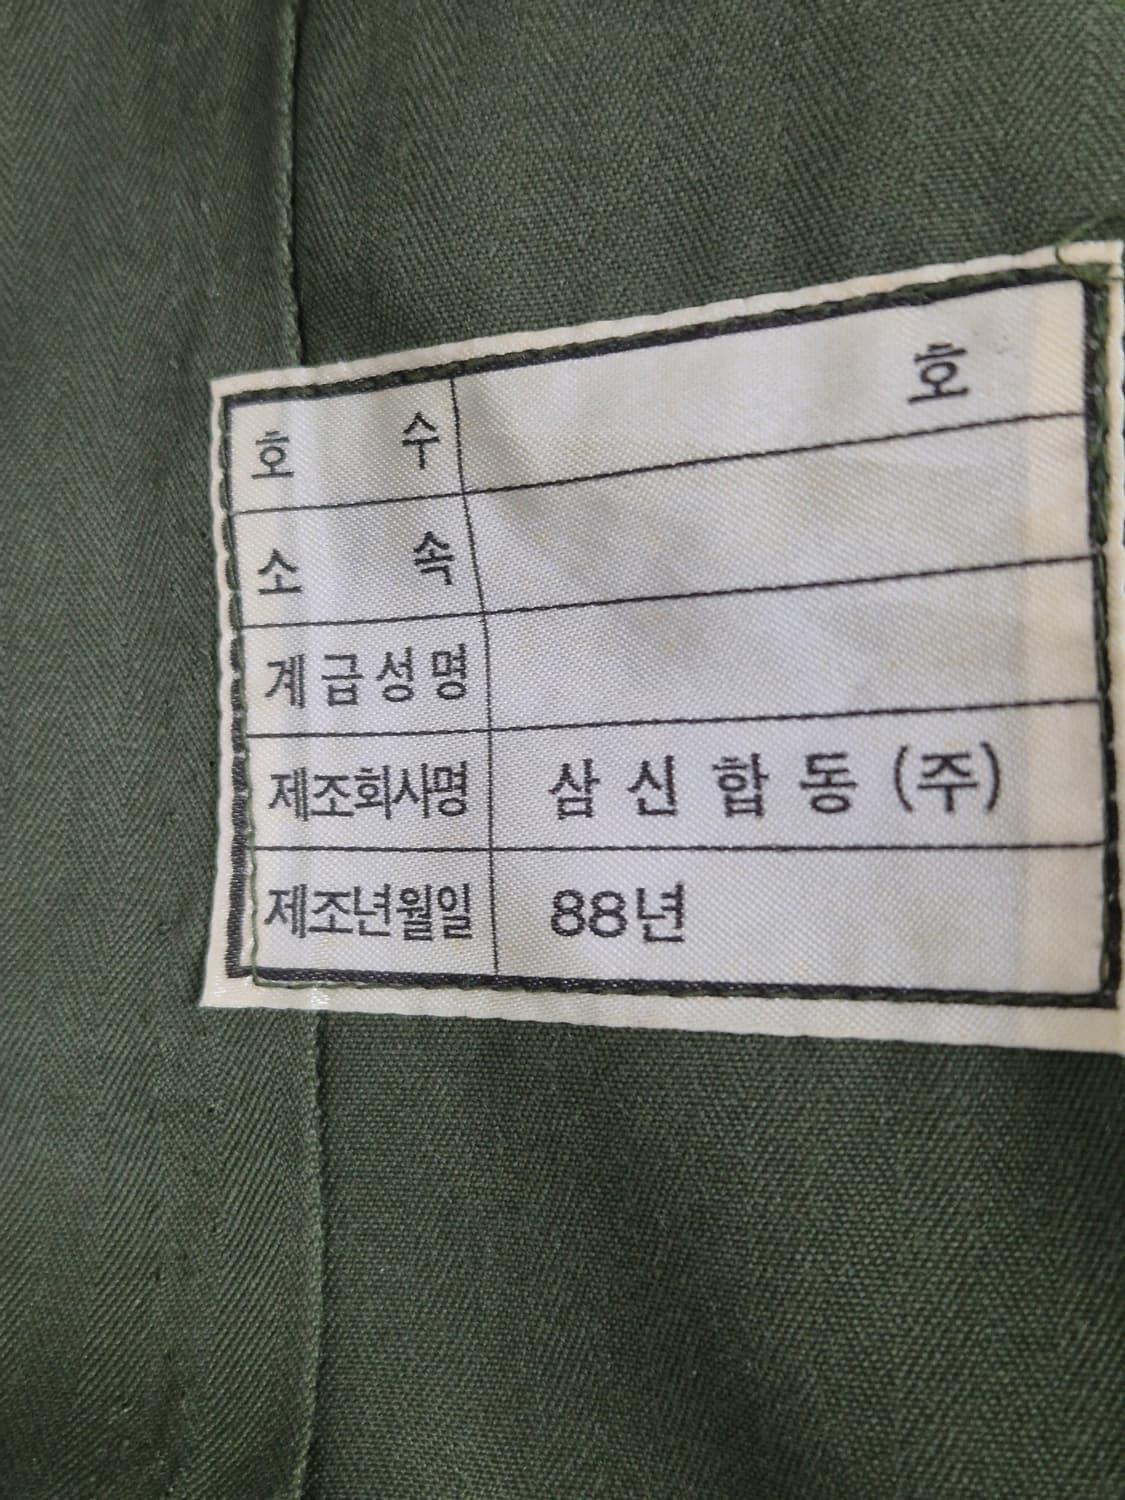 호 수 호
소 속
계급성명
제조회사명 삼신합동(주)
제조년월일 88년